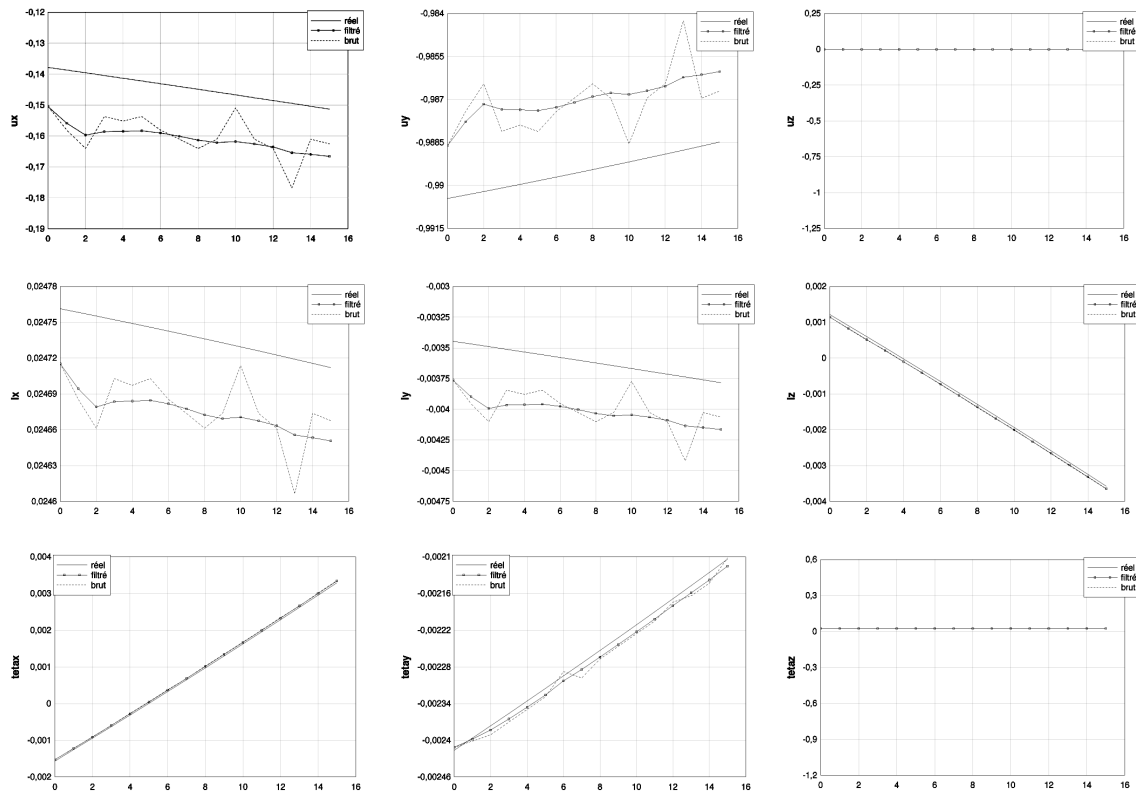 -0,12
-0,13
-0,14
-0,15
-0,16
-0,17
-0,18
-0,19
ux
0 2 4 6 8 10 12 14 16
réel
filtré
brut
-0,984
-0,9855
-0,987
-0,9885
-0,99
-0,9915
uy
0 2 4 6 8 10 12 14 16
réel
filtré
brut
0,25
0
-0,25
-0,5
-0,75
-1
-1,25
uz
0 2 4 6 8 10 12 14 16
réel
filtré
brut
0,02478
0,02475
0,02472
0,02469
0,02466
0,02463
0,0246
lx
0 2 4 6 8 10 12 14 16
réel
filtré
brut
-0,003
-0,00325
-0,0035
-0,00375
-0,004
-0,00425
-0,0045
-0,00475
ly
0 2 4 6 8 10 12 14 16
réel
filtré
brut
0,002
0,001
0
-0,001
-0,002
-0,003
-0,004
lz
0 2 4 6 8 10 12 14 16
réel
filtré
brut
0,004
0,003
0,002
0,001
0
-0,001
-0,002
tetax
0 2 4 6 8 10 12 14 16
réel
filtré
brut
-0,0021
-0,00216
-0,00222
-0,00228
-0,00234
-0,0024
-0,00246
tetay
0 2 4 6 8 10 12 14 16
réel
filtré
brut
0,6
0,3
0
-0,3
-0,6
-0,9
-1,2
tetaz
0 2 4 6 8 10 12 14 16
réel
filtré
brut